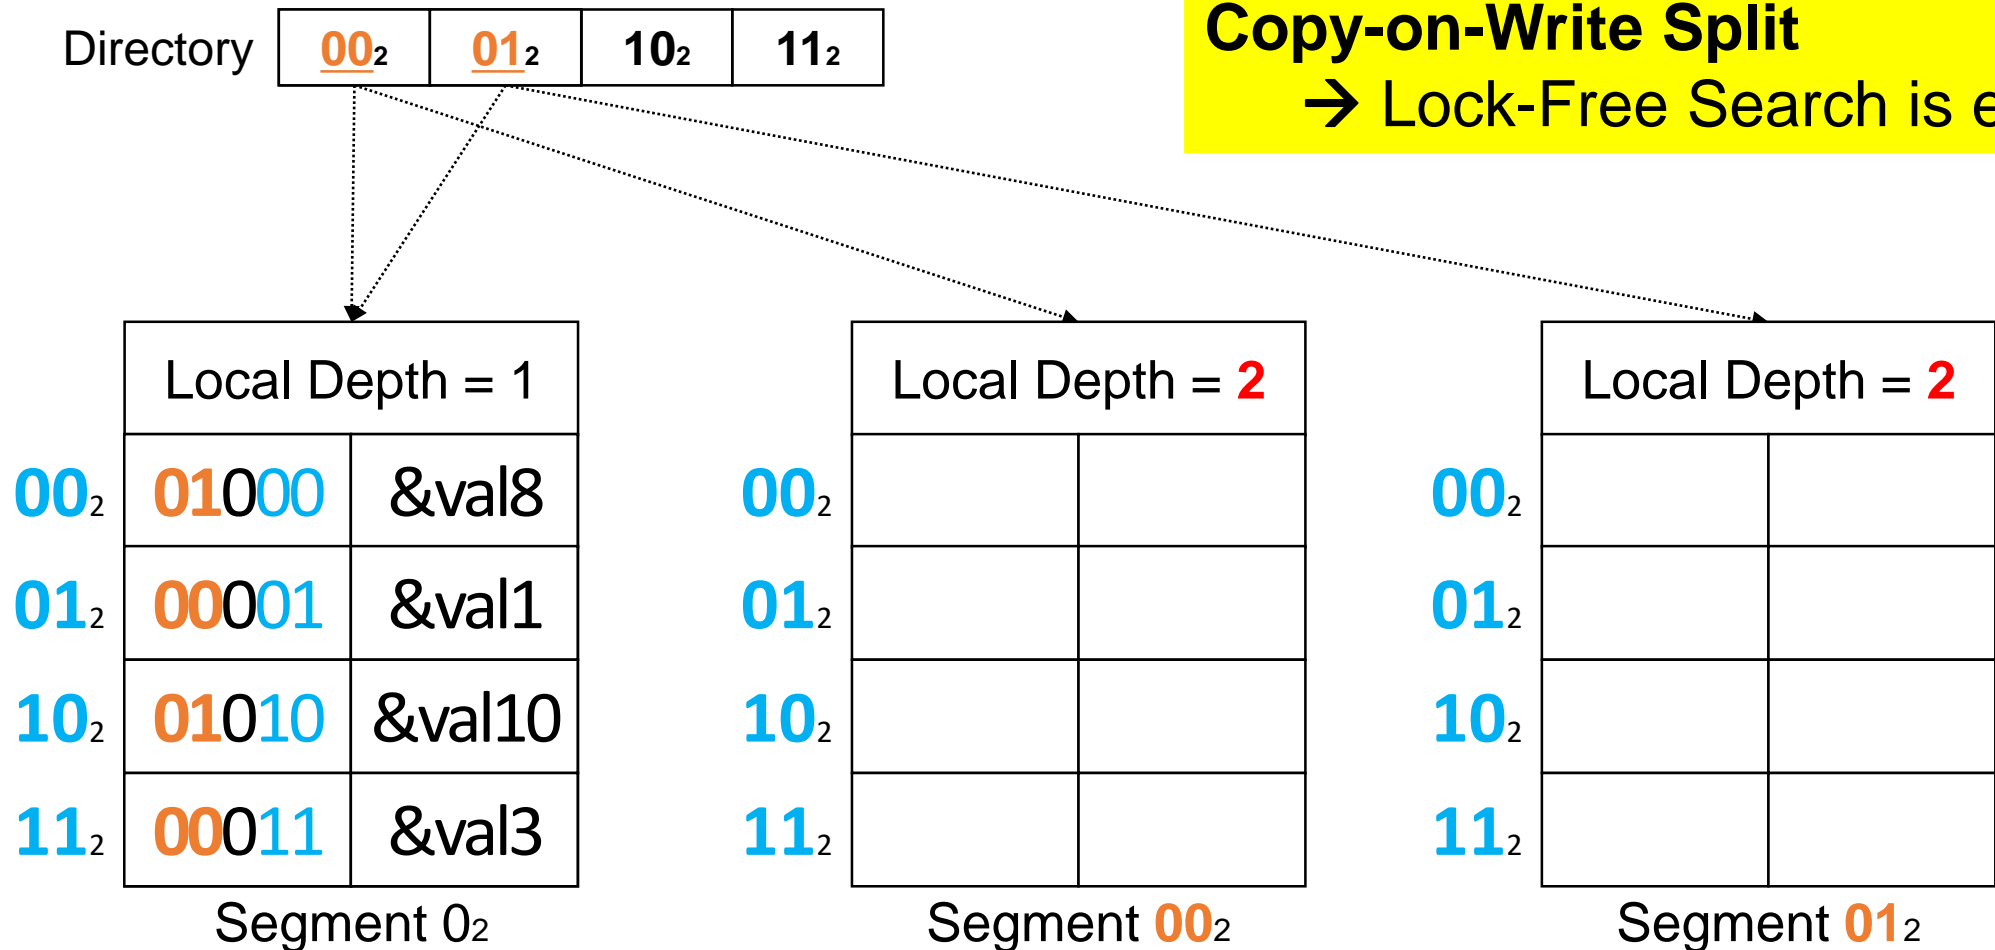 Directory 00₂ 01₂ 10₂ 11₂
Copy-on-Write Split
→ Lock-Free Search is
Local Depth = 1
00₂ 01000 &val8
01₂ 00001 &val1
10₂ 01010 &val10
11₂ 00011 &val3
Segment 0₂
Local Depth = 2
00₂
01₂
10₂
11₂
Segment 00₂
Local Depth = 2
00₂
01₂
10₂
11₂
Segment 01₂